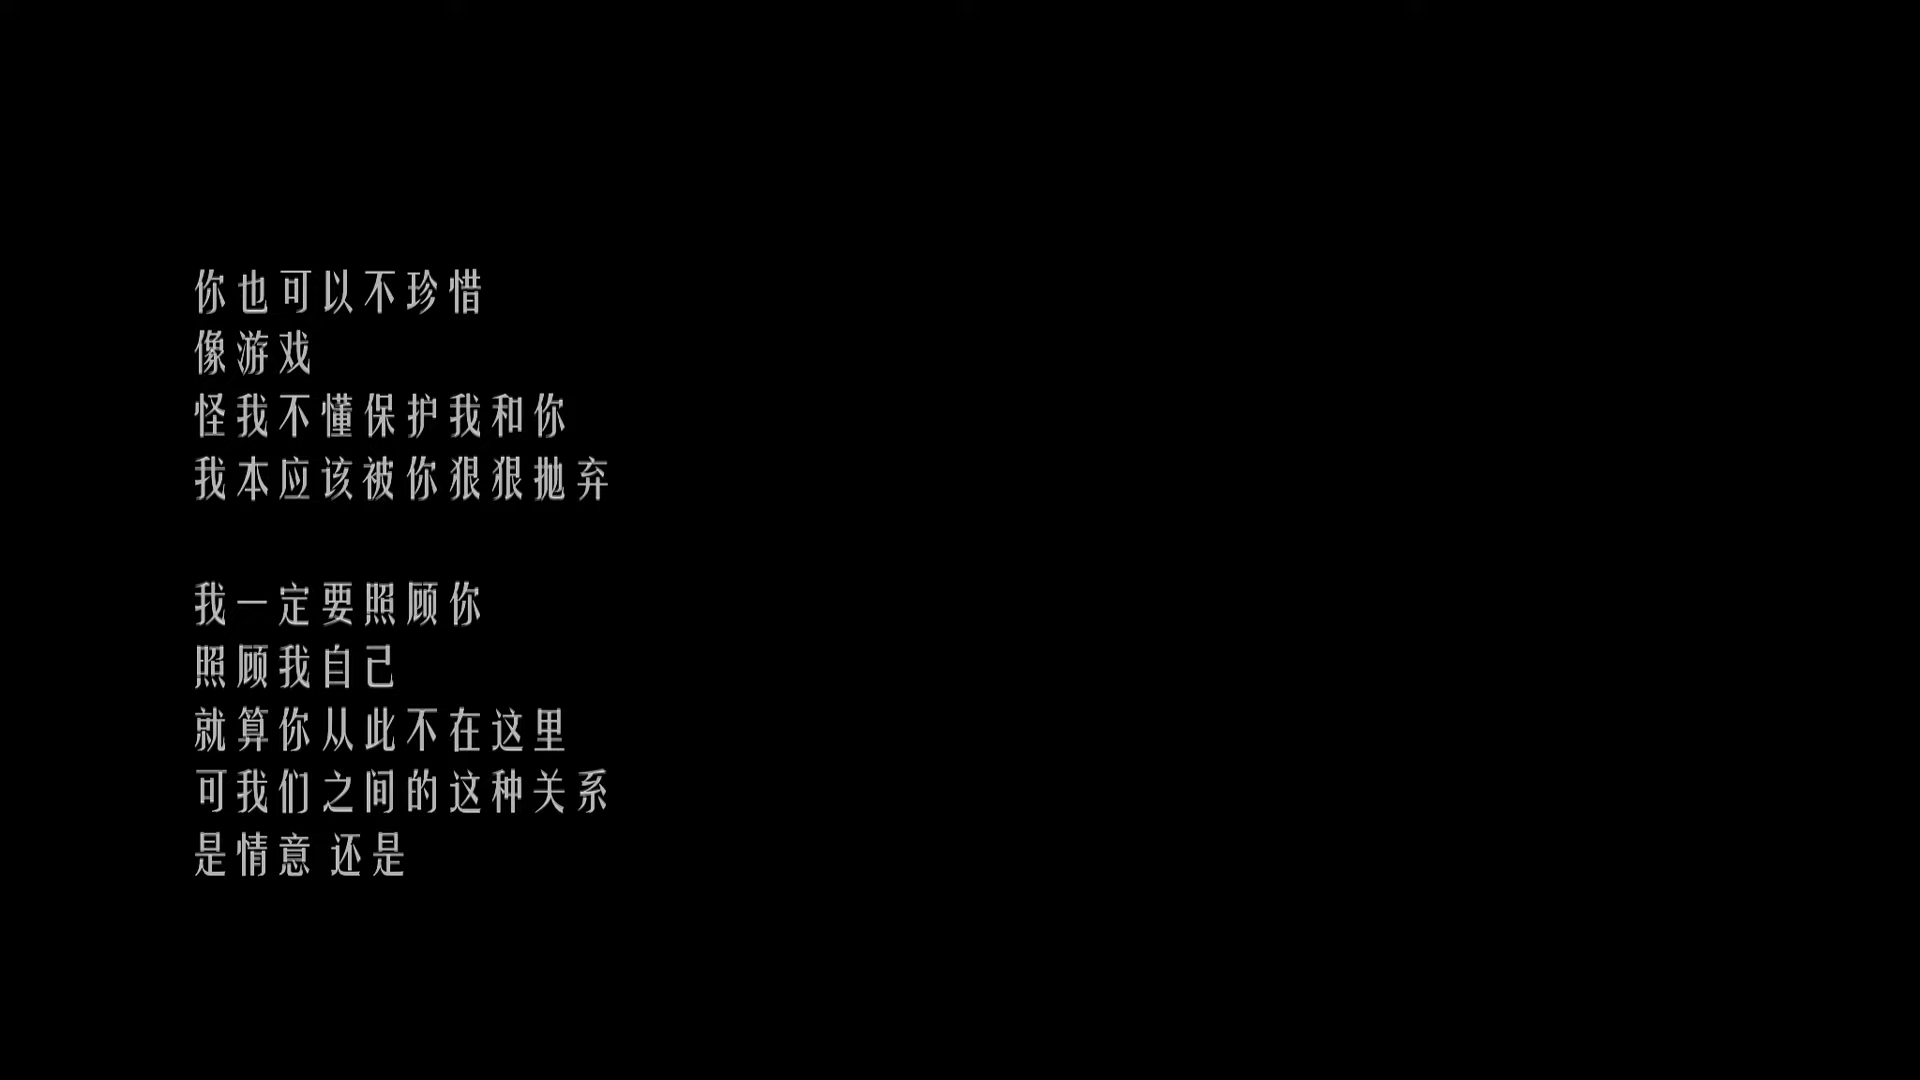 你也可以不珍惜
像游戏
怪我不懂保护我和你
我本应该被你狠狠抛弃
我一定要照顾你
照顾我自己
就算你从此不在这里
可我们之间的这种关系
是情意 还是